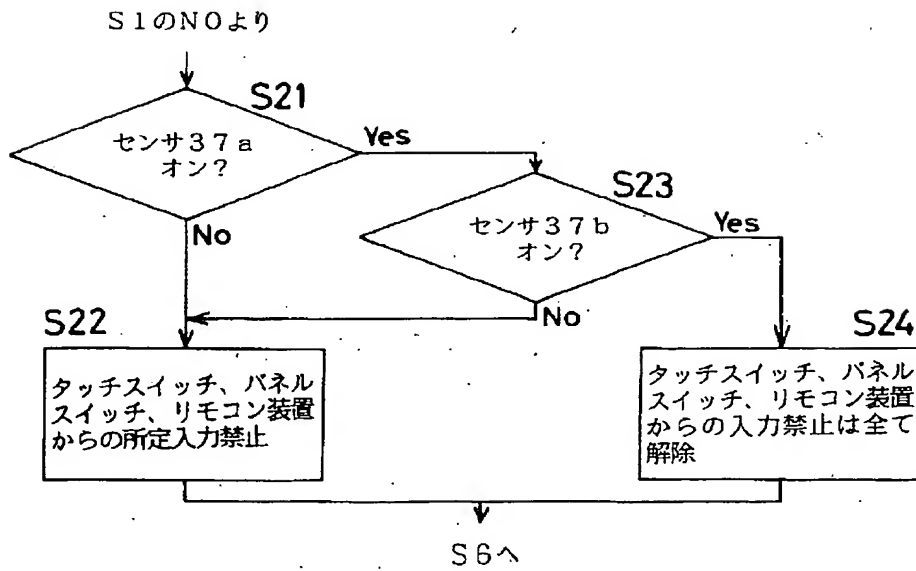 S1のNOより
S21
センサ37a
オン?
Yes
No
S23
センサ37b
オン?
Yes
No
S22
タッチスイッチ、パネル
スイッチ、リモコン装置
からの所定入力禁止
S24
タッチスイッチ、パネル
スイッチ、リモコン装置
からの入力禁止は全て
解除
S6へ